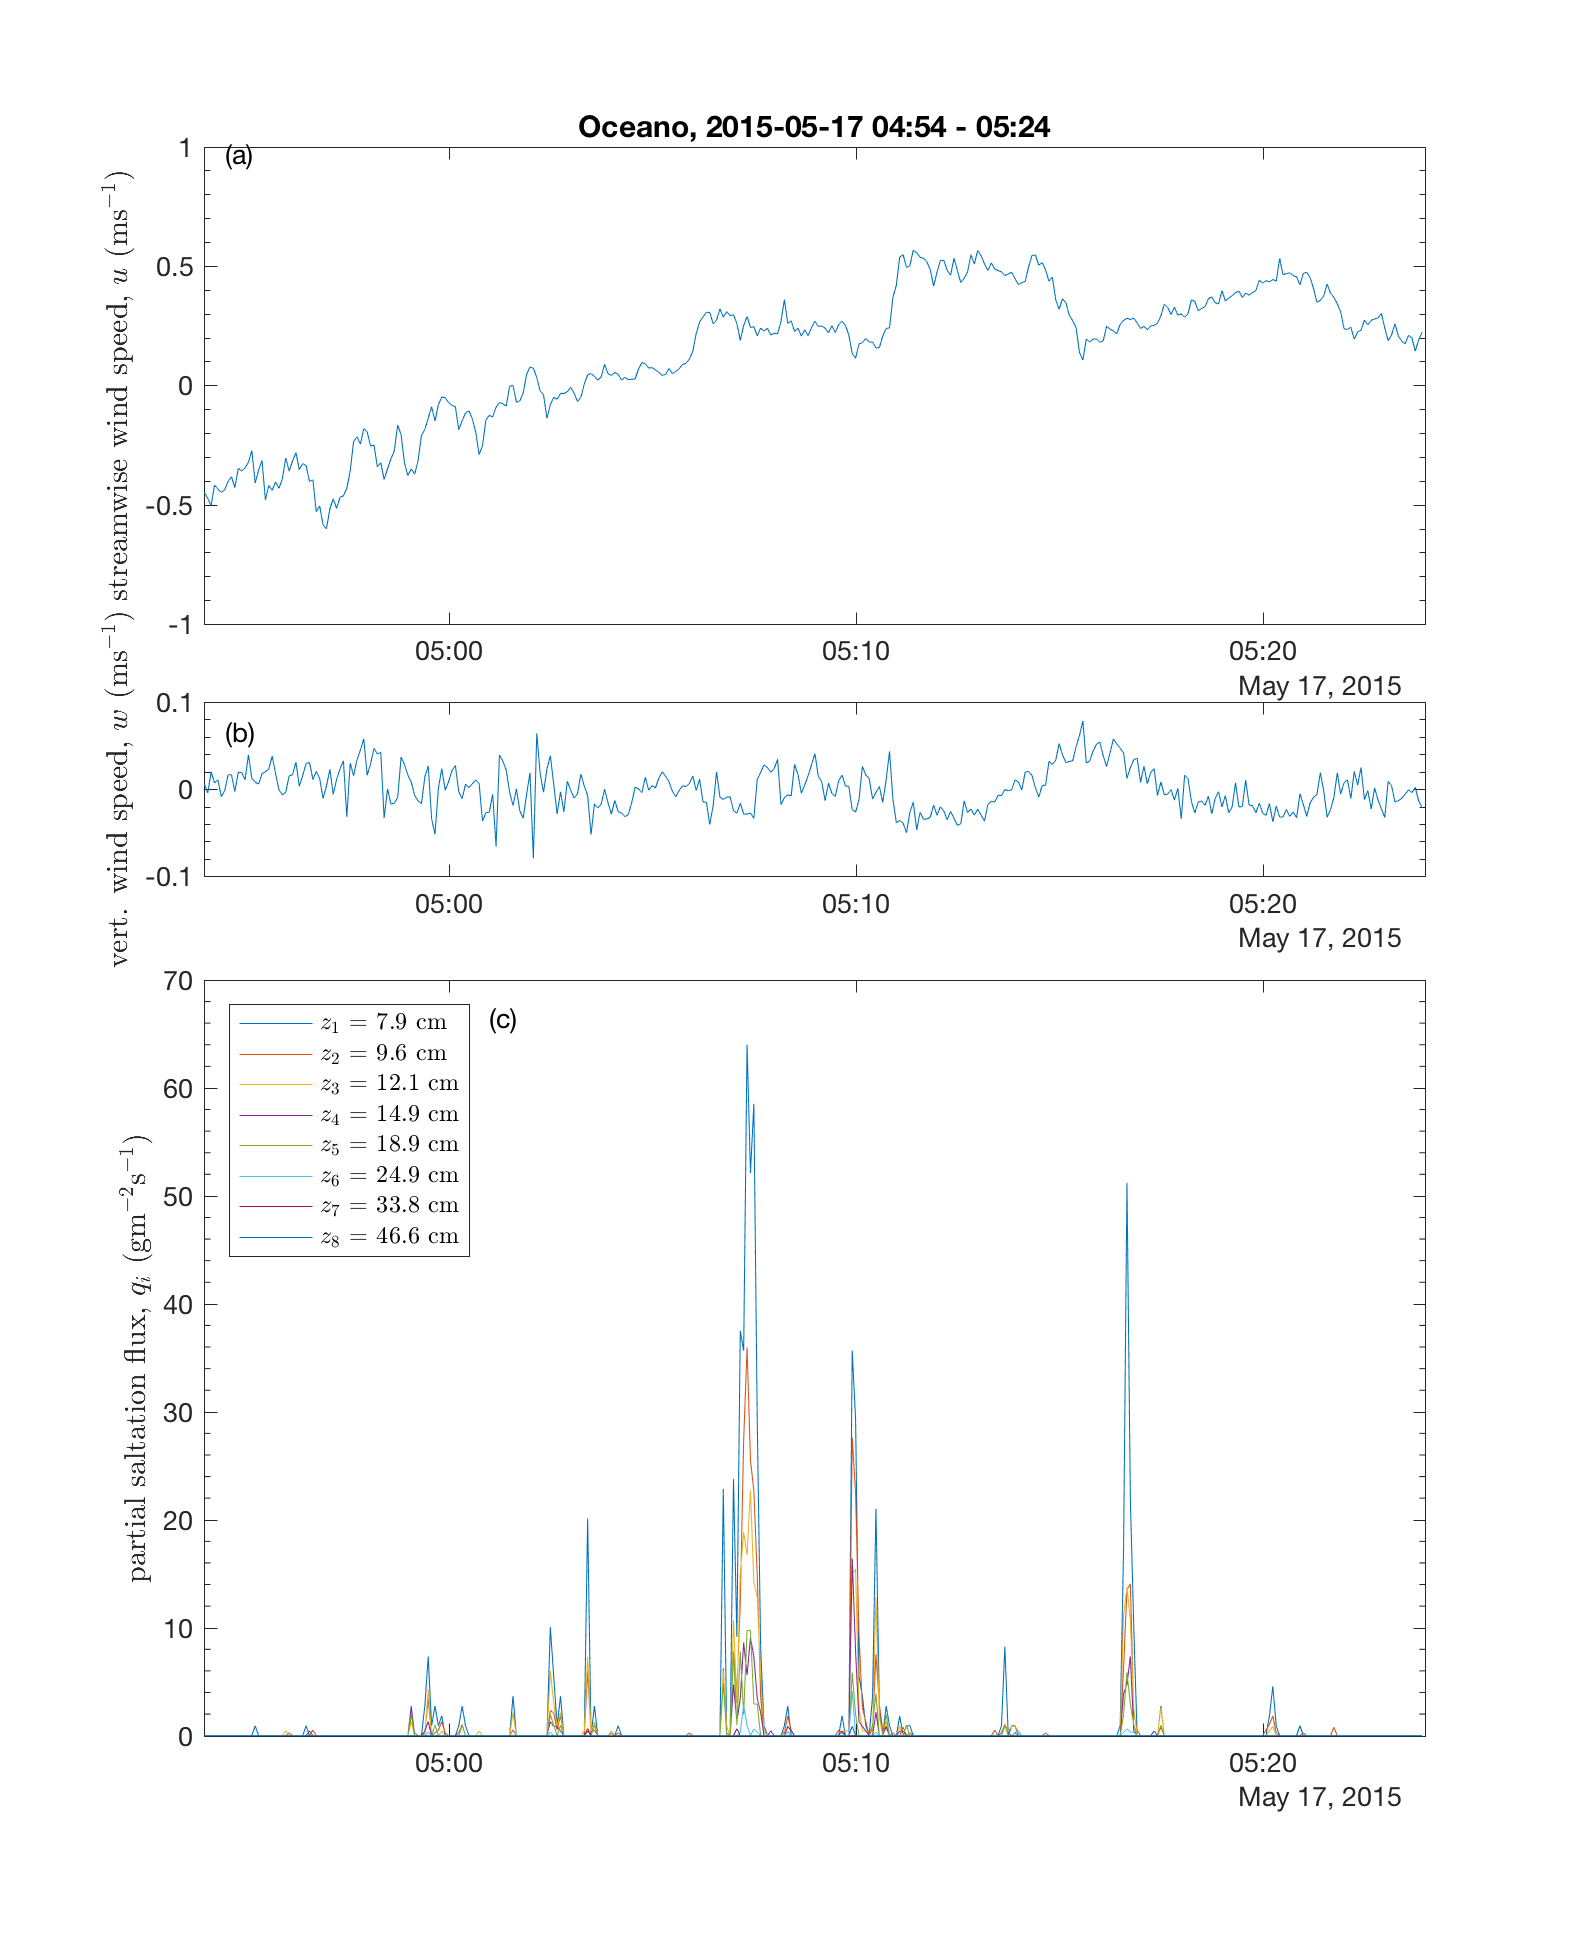 Oceano, 2015-05-17 04:54 - 05:24
(a)
streamwise wind speed, u (ms⁻¹)
1
0.5
0
-0.5
-1
05:00 05:10 05:20
May 17, 2015
(b)
vert. wind speed, w (ms⁻¹)
0.1
0
-0.1
05:00 05:10 05:20
May 17, 2015
(c)
partial saltation flux, qᵢ (gm⁻²s⁻¹)
70
60
50
40
30
20
10
0
z₁ = 7.9 cm
z₂ = 9.6 cm
z₃ = 12.1 cm
z₄ = 14.9 cm
z₅ = 18.9 cm
z₆ = 24.9 cm
z₇ = 33.8 cm
z₈ = 46.6 cm
05:00 05:10 05:20
May 17, 2015